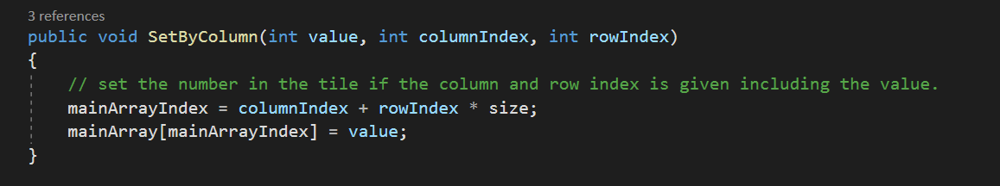 3 references
public void SetByColumn(int value, int columnIndex, int rowIndex)
{
// set the number in the tile if the column and row index is given including the value.
mainArrayIndex = columnIndex + rowIndex * size;
mainArray[mainArrayIndex] = value;
}